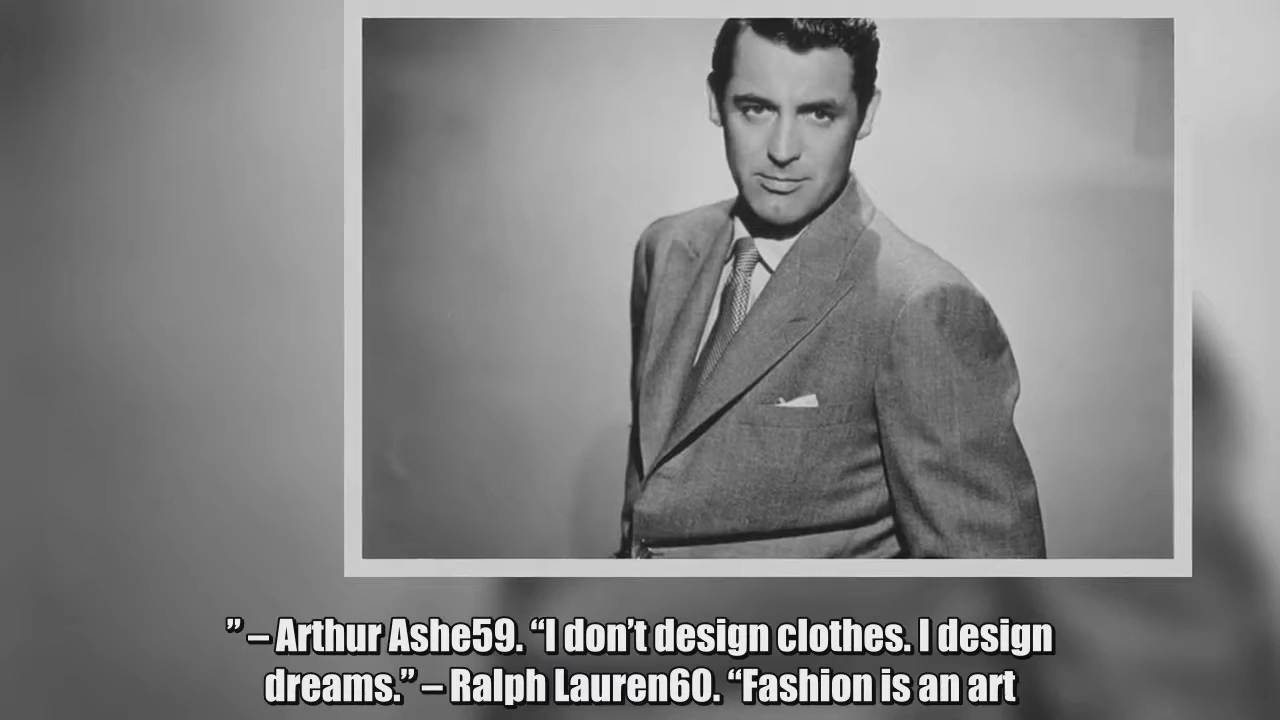 ” – Arthur Ashe59. “I don’t design clothes. I design
dreams.” – Ralph Lauren60. “Fashion is an art